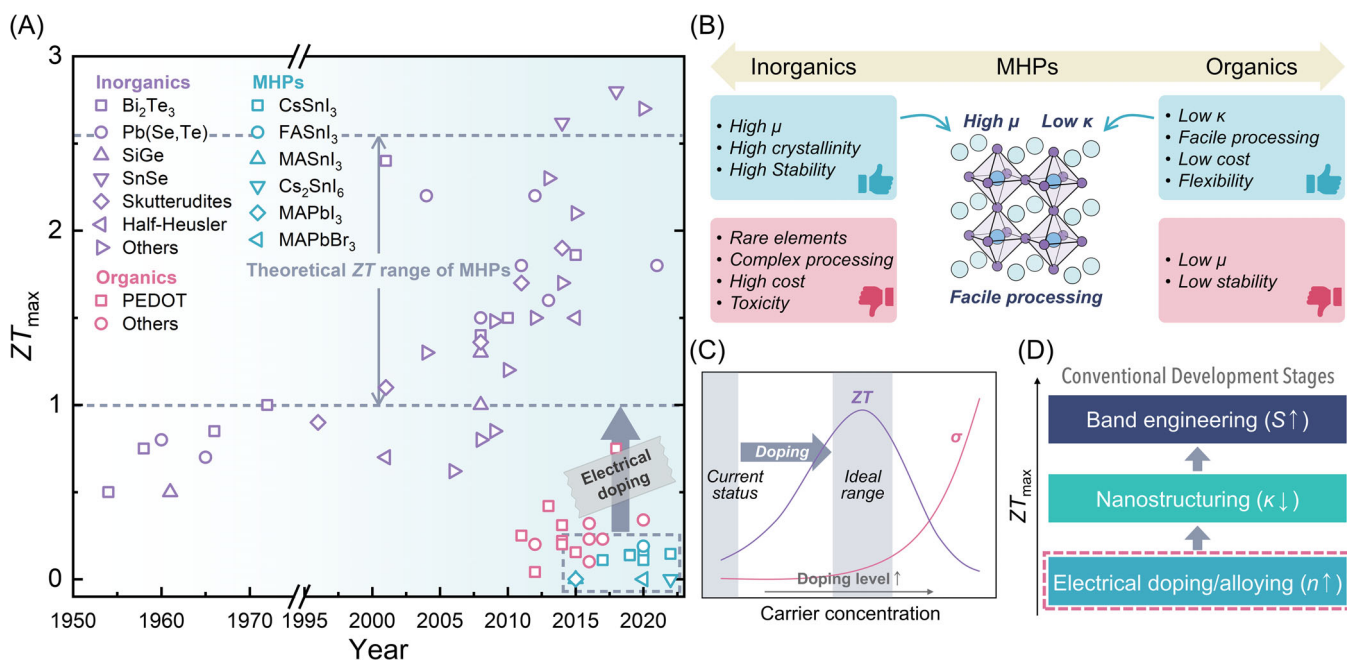 (A)
3
2
1
0
ZTmax
1950
1960
1970
1995
2000
2005
2010
2015
2020
Year
Inorganics
Bi2Te3
Pb(Se,Te)
SiGe
SnSe
Skutterudites
Half-Heusler
Others
Organics
PEDOT
Others
MHPs
CsSnI3
FASnI3
MASnI3
Cs2SnI6
MAPbI3
MAPbBr3
Theoretical ZT range of MHPs
Electrical
doping
(B)
Inorganics MHPs Organics
• High μ
• High crystallinity
• High Stability
• Rare elements
• Complex processing
• High cost
• Toxicity
High μ Low κ
Facile processing
• Low κ
• Facile processing
• Low cost
• Flexibility
• Low μ
• Low stability
(C)
ZT
σ
Doping
Current
status
Ideal
range
Doping level ↑
Carrier concentration
(D)
ZTmax
Conventional Development Stages
Band engineering (S↑)
Nanostructuring (κ↓)
Electrical doping/alloying (n↑)